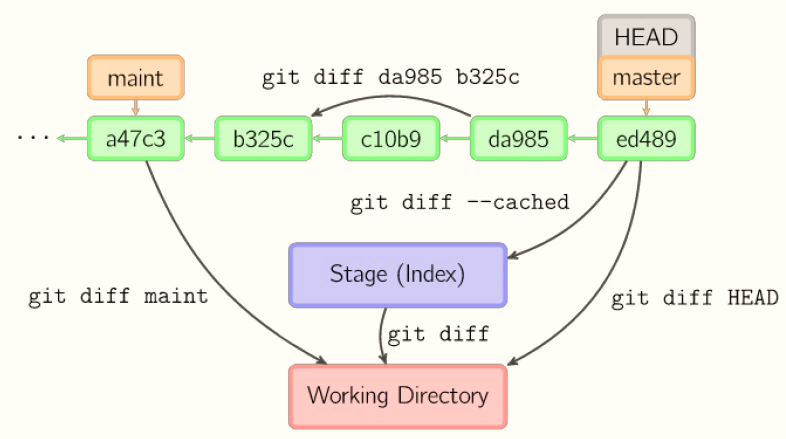 HEAD
maint
git diff da985 b325c
master
...
a47c3
b325c
c10b9
da985
ed489
git diff --cached
Stage (Index)
git diff maint
git diff HEAD
git diff
Working Directory